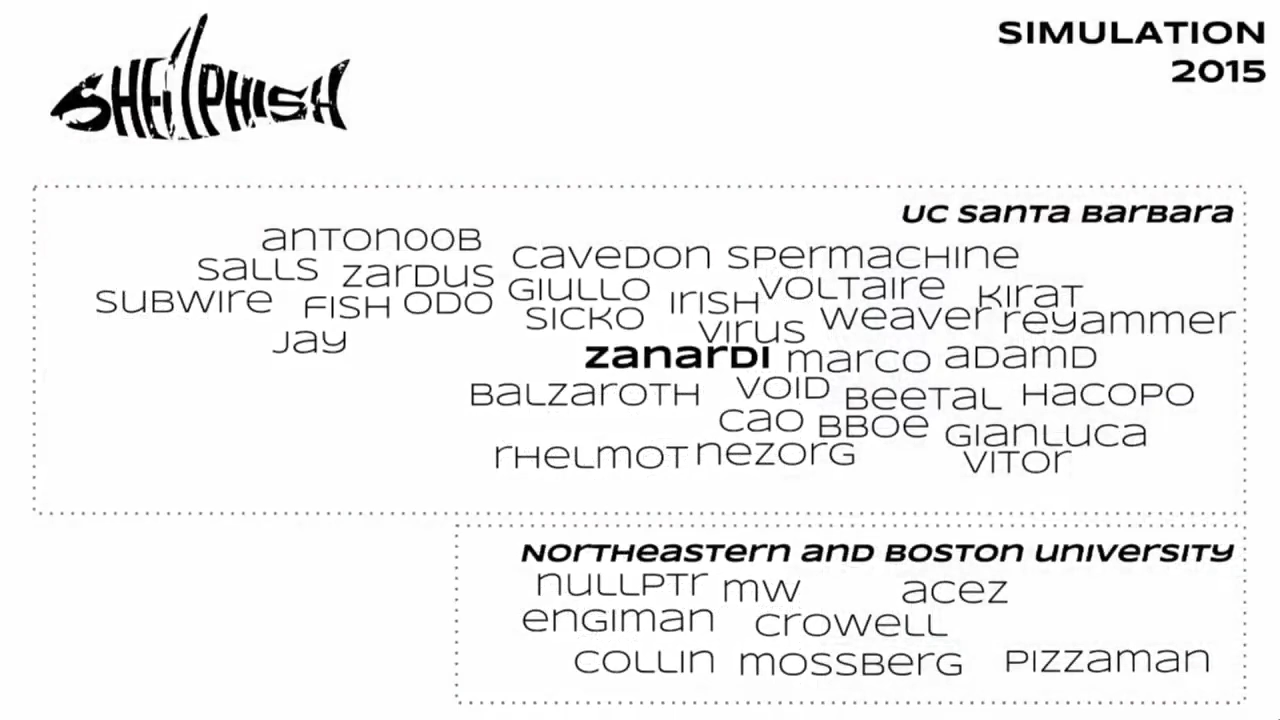 SHELLPHISH
SIMULATION
2015
UC Santa Barbara
antonoob
cavedon spermachine
salls zardus
giullo irish voltaire kirat
subwire fish odo
sicko virus weaver reyammer
jay
zanardi marco adamd
balzaroth void beetal hacopo
cao bboe gianluca
rhelmot nezorg vitor
Northeastern and Boston University
nullptr mw acez
engiman crowell
collin mossberg pizzaman